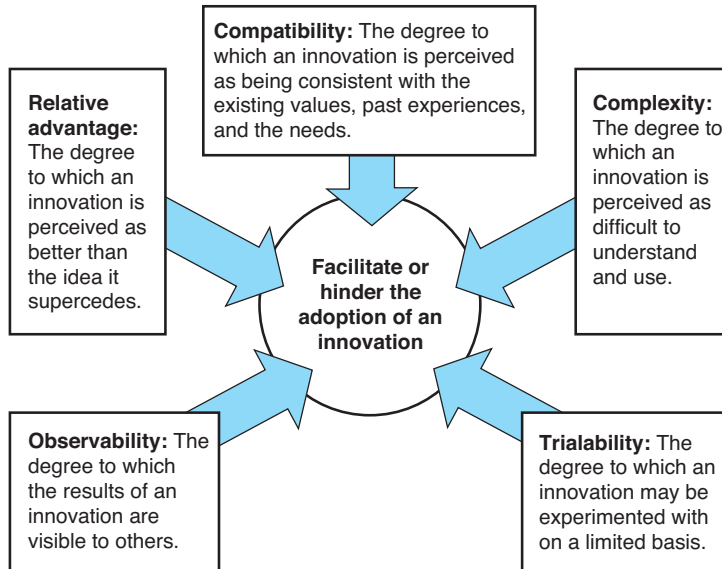 Compatibility: The degree to
which an innovation is perceived
as being consistent with the
existing values, past experiences,
and the needs.
Relative
advantage:
The degree
to which an
innovation is
perceived as
better than
the idea it
supercedes.
Complexity:
The degree to
which an
innovation is
perceived as
difficult to
understand
and use.
Facilitate or
hinder the
adoption of an
innovation
Observability: The
degree to which
the results of an
innovation are
visible to others.
Trialability: The
degree to which an
innovation may be
experimented with
on a limited basis.